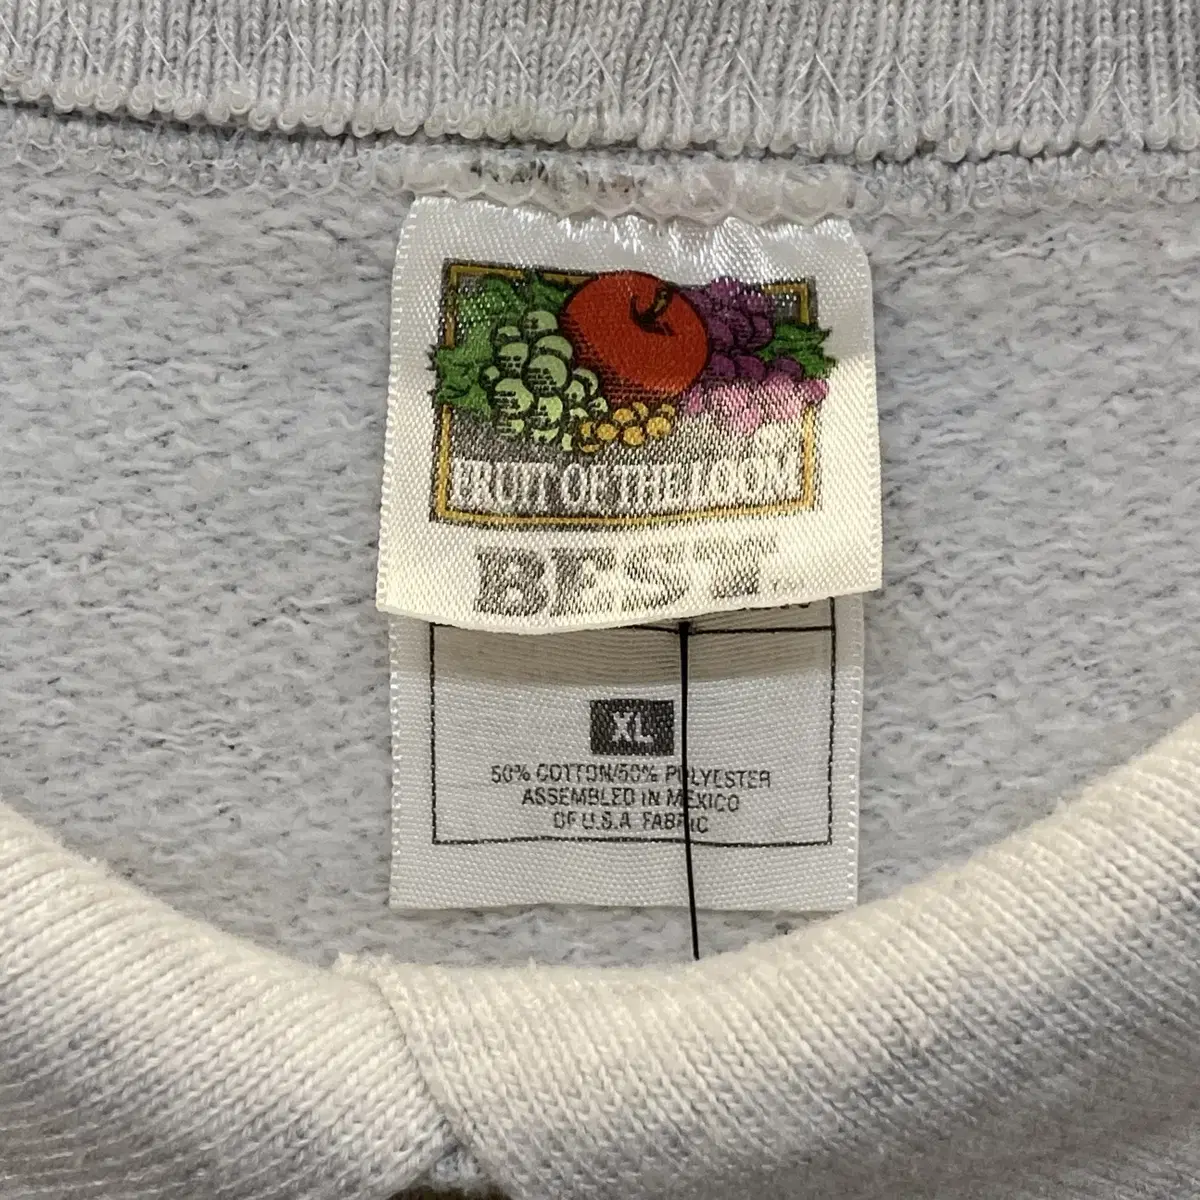 FRUIT OF THE LOOM®
BEST
XL
50% COTTON/50% POLYESTER
ASSEMBLED IN MEXICO
OF U.S.A FABRIC